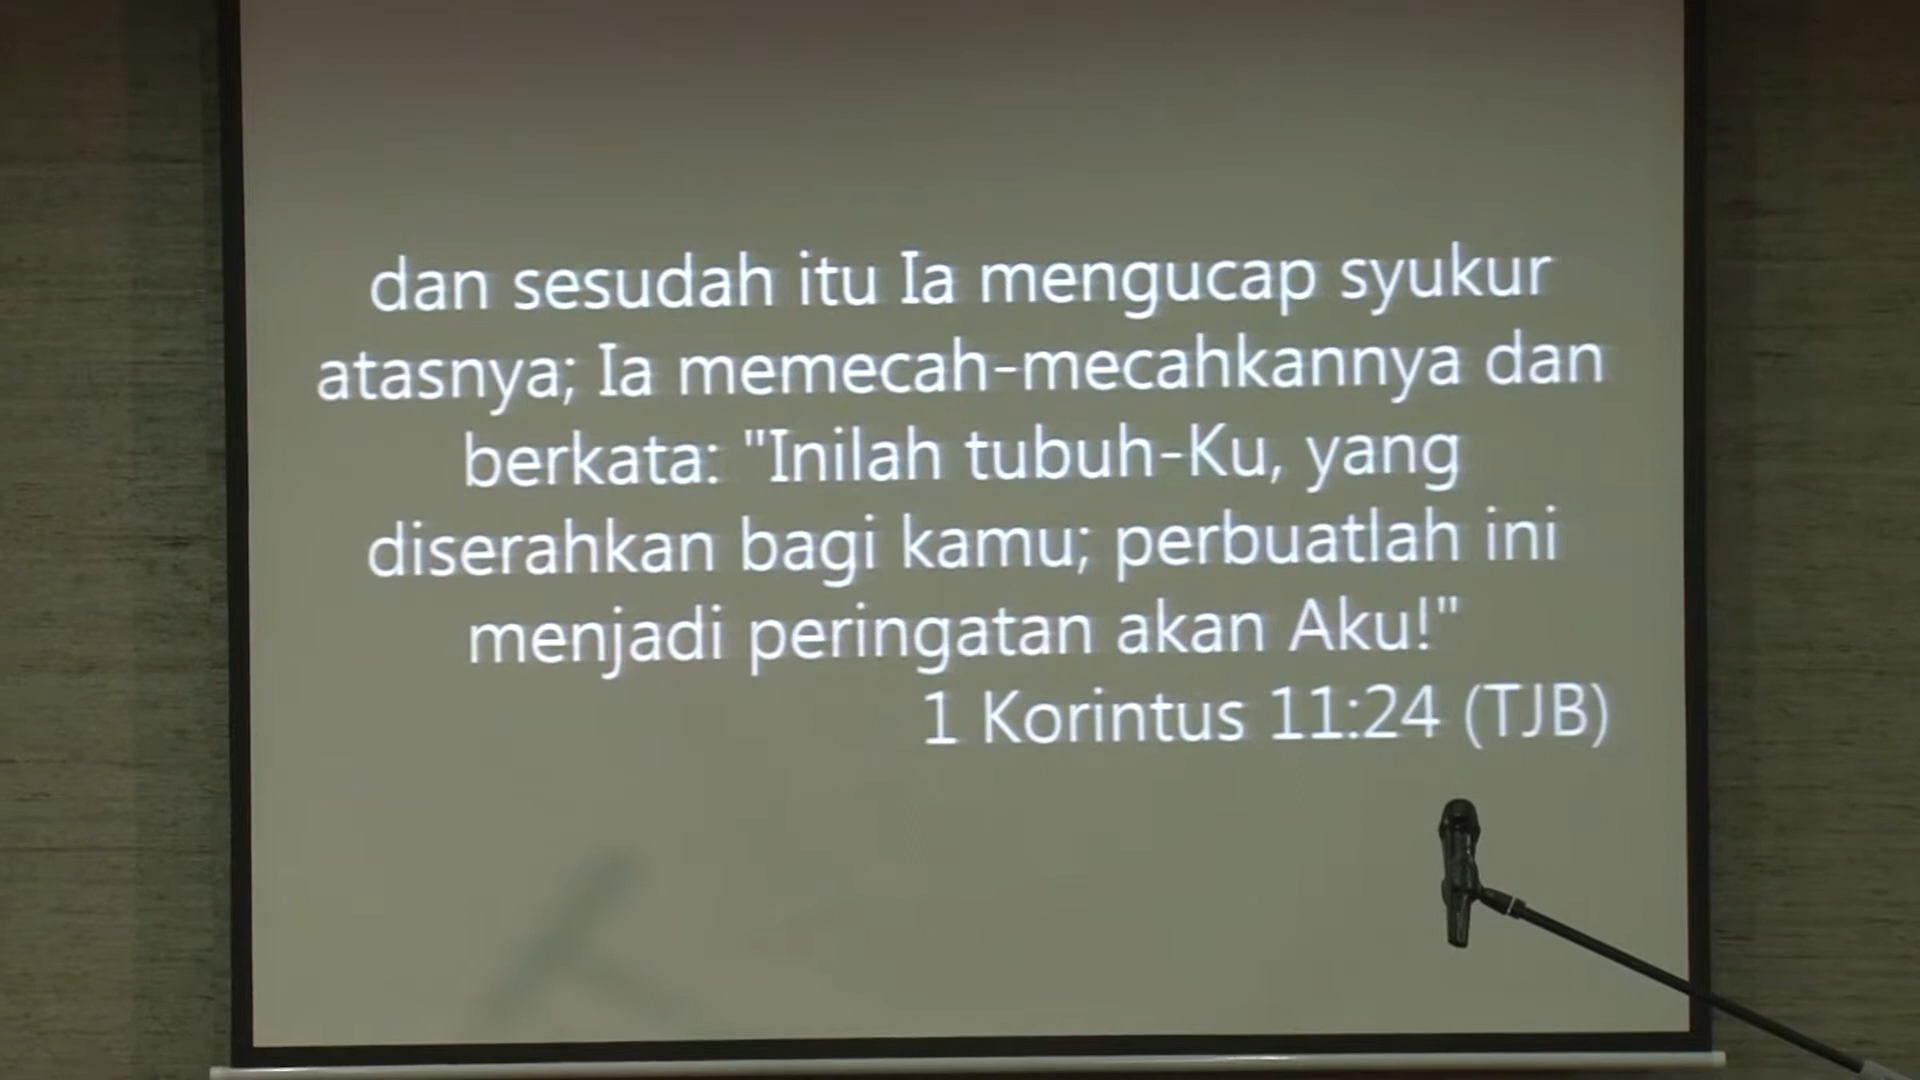 dan sesudah itu Ia mengucap syukur
atasnya; Ia memecah-mecahkannya dan
berkata: "Inilah tubuh-Ku, yang
diserahkan bagi kamu; perbuatlah ini
menjadi peringatan akan Aku!"
1 Korintus 11:24 (TJB)